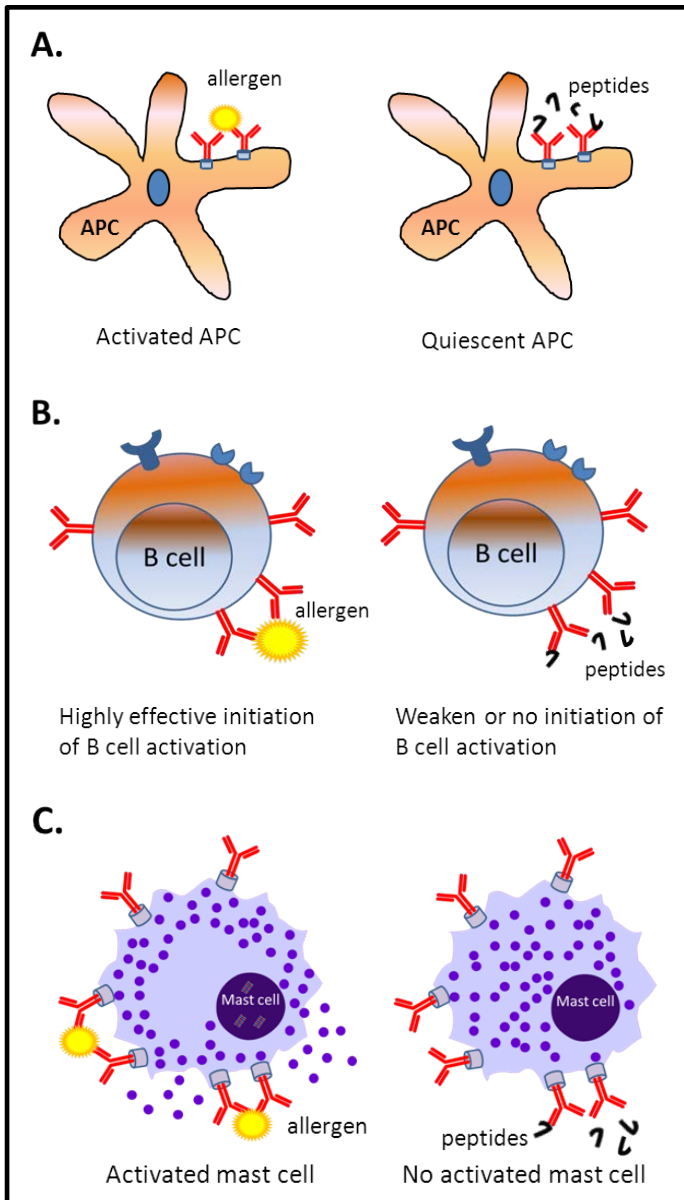 A.
allergen
peptides
APC
APC
Activated APC
Quiescent APC
B.
B cell
B cell
allergen
peptides
Highly effective initiation
of B cell activation
Weaken or no initiation of
B cell activation
C.
Mast cell
Mast cell
allergen
peptides
Activated mast cell
No activated mast cell